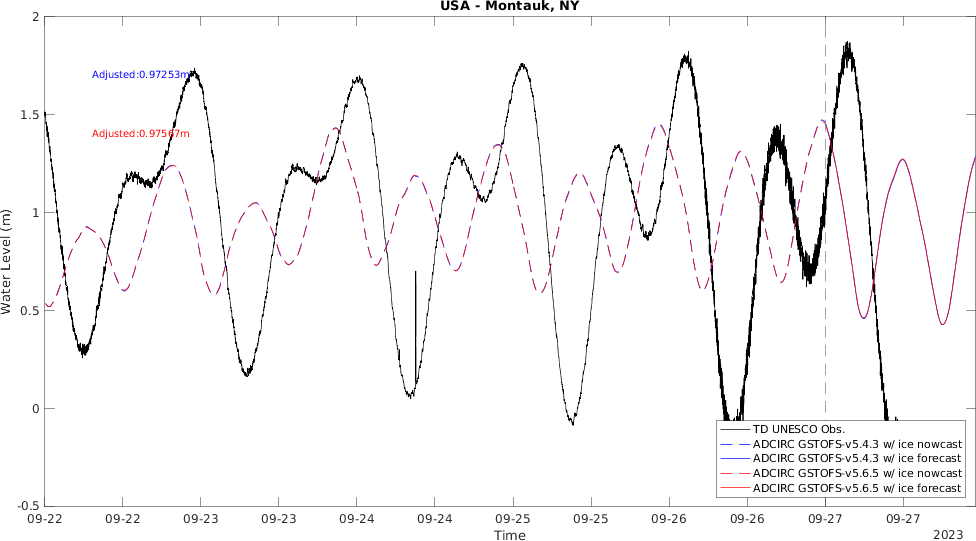 USA - Montauk, NY
2
Adjusted:0.97253m
1.5
Adjusted:0.97567m
1
Water Level (m)
0.5
0
-0.5
TD UNESCO Obs.
ADCIRC GSTOFS-v5.4.3 w/ ice nowcast
ADCIRC GSTOFS-v5.4.3 w/ ice forecast
ADCIRC GSTOFS-v5.6.5 w/ ice nowcast
ADCIRC GSTOFS-v5.6.5 w/ ice forecast
09-22 09-22 09-23 09-23 09-24 09-24 09-25 09-25 09-26 09-26 09-27 09-27
Time
2023